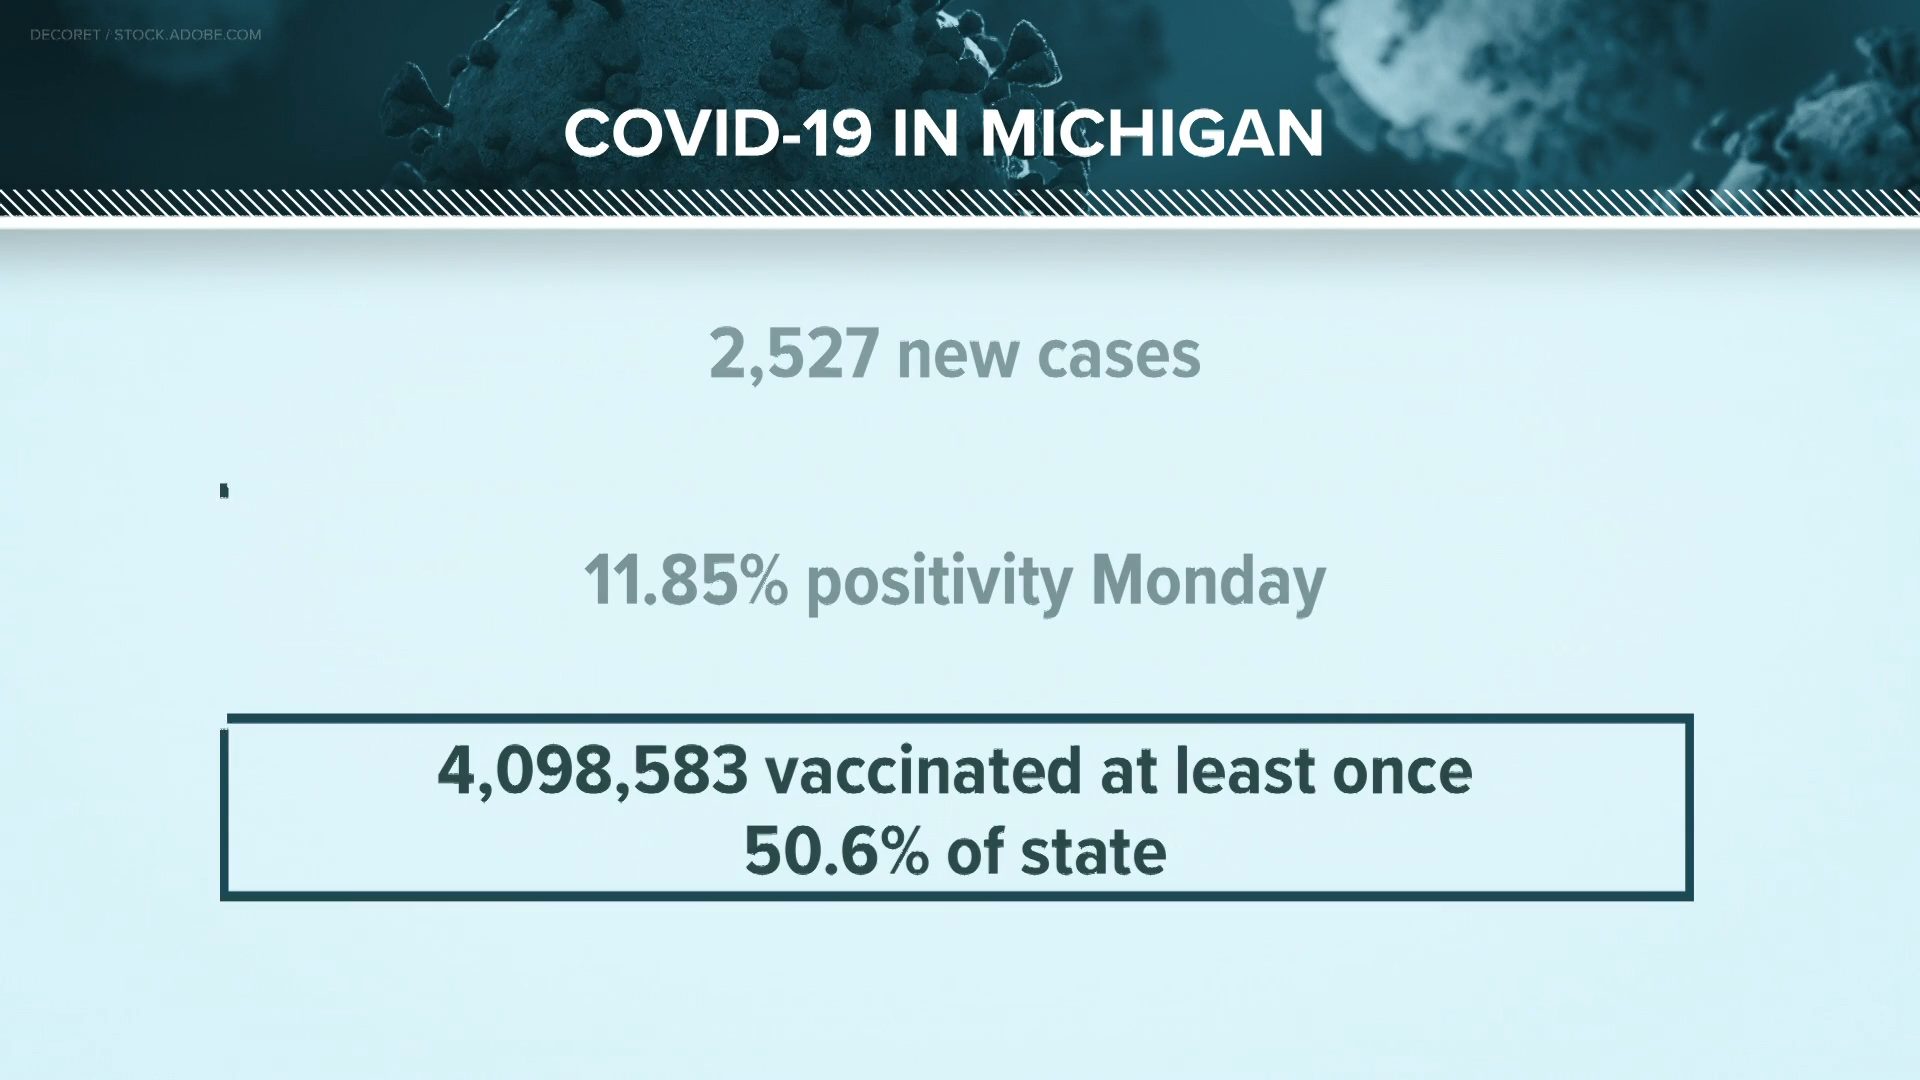 DECORET / STOCK.ADOBE.COM
COVID-19 IN MICHIGAN
2,527 new cases
11.85% positivity Monday
4,098,583 vaccinated at least once
50.6% of state